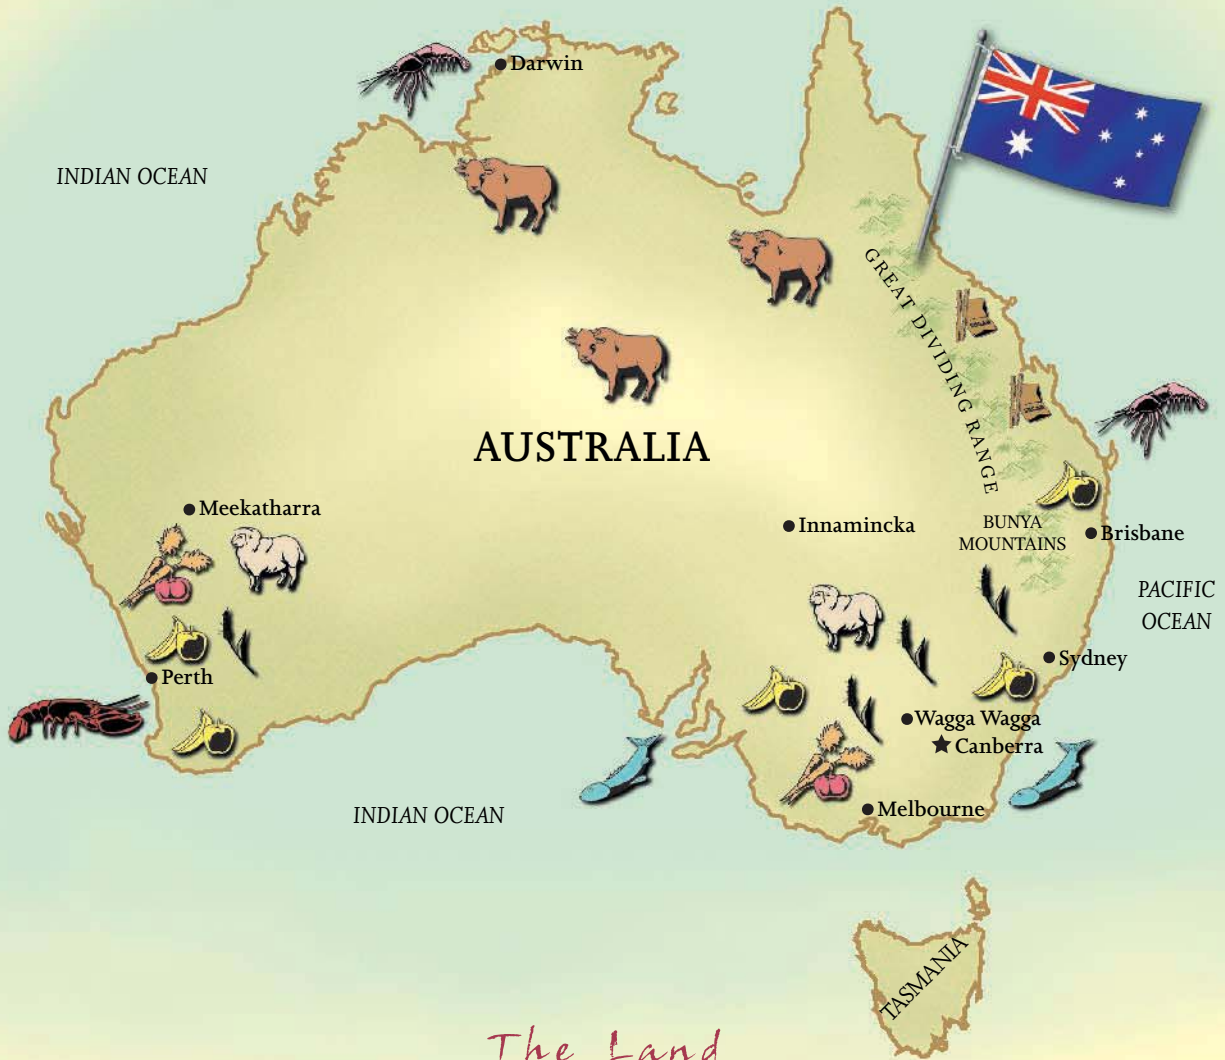 Darwin
INDIAN OCEAN
GREAT DIVIDING RANGE
AUSTRALIA
Meekatharra
Innamincka
BUNYA
MOUNTAINS
Brisbane
PACIFIC
OCEAN
Sydney
Perth
Wagga Wagga
Canberra
INDIAN OCEAN
Melbourne
TASMANIA
The Land